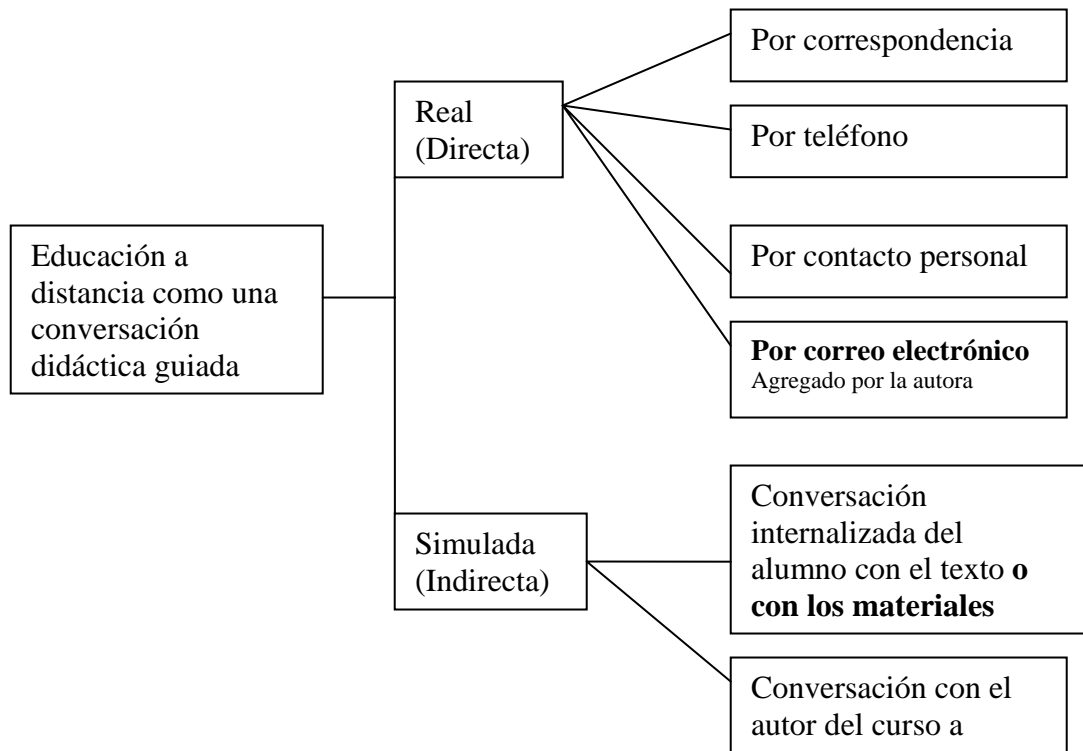 Por correspondencia
Real
(Directa)
Por teléfono
Educación a
distancia como una
conversación
didáctica guiada
Por contacto personal
Por correo electrónico
Agregado por la autora
Simulada
(Indirecta)
Conversación
internalizada del
alumno con el texto o
con los materiales
Conversación con el
autor del curso a